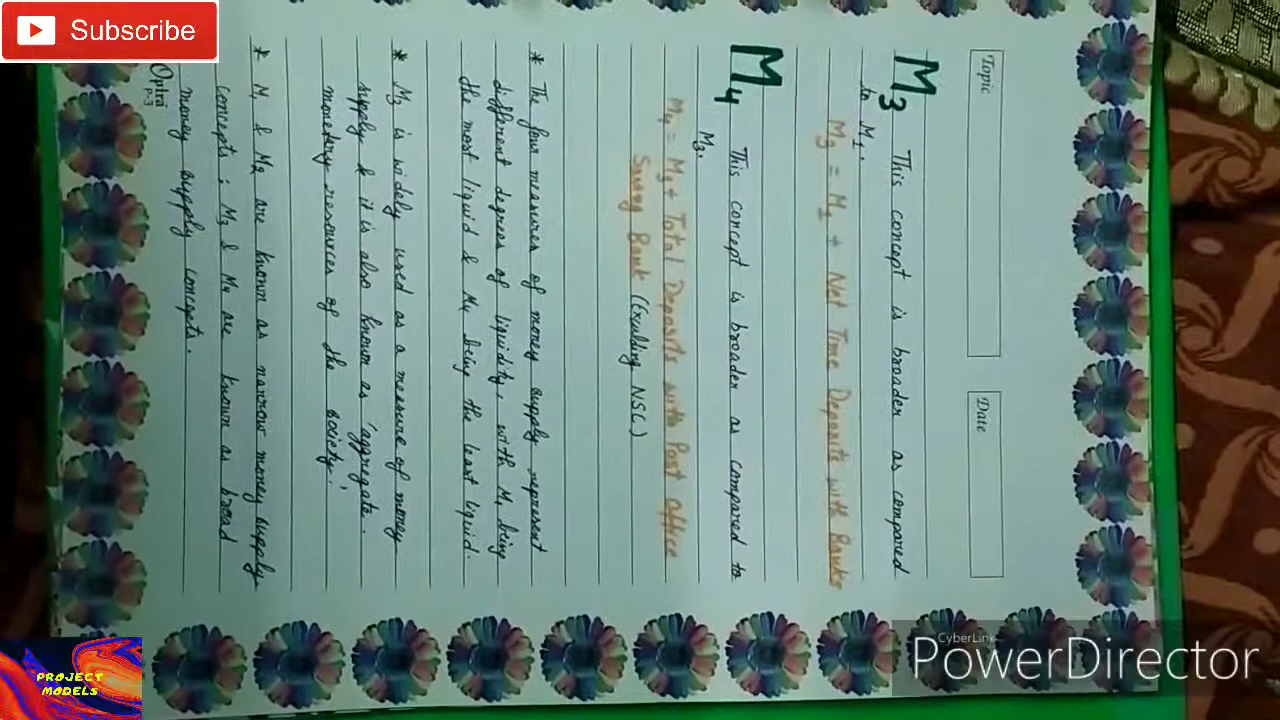 Subscribe
Topic
Date
M3 This concept is broader as compared
to M1.
M3 = M1 + Net Time Deposits with Banks
M4 This concept is broader as compared to
M3.
M4 = M3 + Total Deposits with Post office
Saving Bank (Exulding NSC)
* The four measures of money supply represent
different degrees of liquidity, with M1 being
the most liquid & M4 being the least liquid.
* M3 is widely used as a measure of money
supply & it is also known as 'aggregate
monetary resources of the society'.
* M1 & M2 are known as narrow money supply
concepts; M3 & M4 are known as broad
money supply concepts.
Optra
P-3
PROJECT
MODELS
CyberLink
PowerDirector